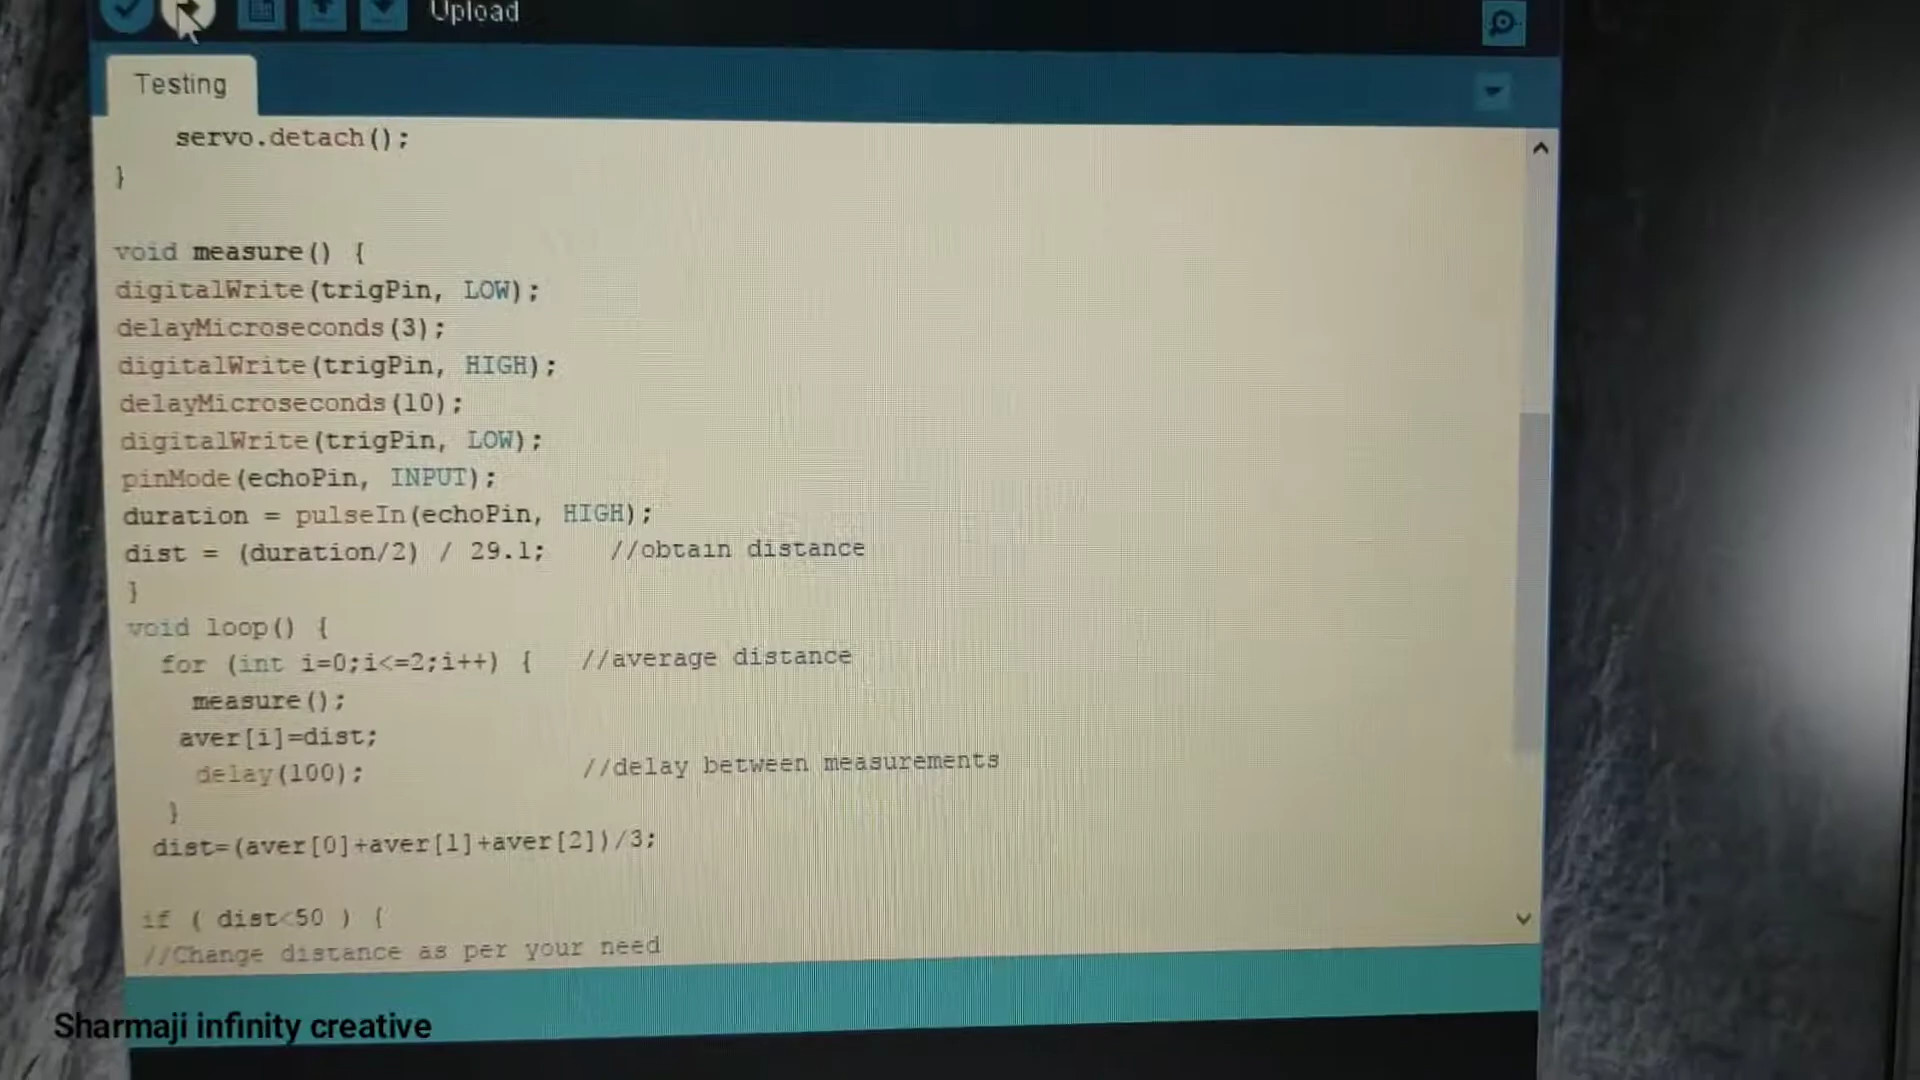 Upload
Testing
servo.detach();
}
void measure() {
digitalWrite(trigPin, LOW);
delayMicroseconds(3);
digitalWrite(trigPin, HIGH);
delayMicroseconds(10);
digitalWrite(trigPin, LOW);
pinMode(echoPin, INPUT);
duration = pulseIn(echoPin, HIGH);
dist = (duration/2) / 29.1; //obtain distance
}
void loop() {
for (int i=0;i<=2;i++) { //average distance
measure();
aver[i]=dist;
delay(100); //delay between measurements
}
dist=(aver[0]+aver[1]+aver[2])/3;
if ( dist<50 ) {
//Change distance as per your need
Sharmaji infinity creative